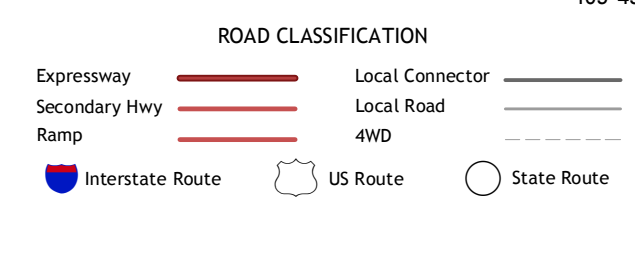 ROAD CLASSIFICATION
Expressway
Local Connector
Secondary Hwy
Local Road
Ramp
4WD
Interstate Route
US Route
State Route